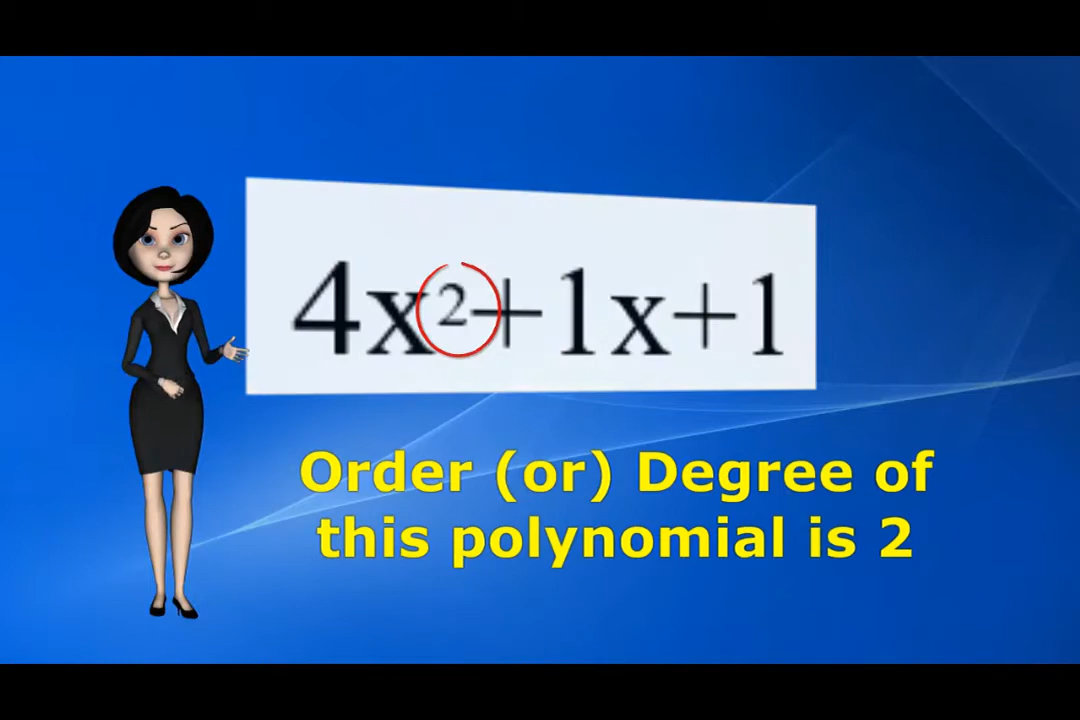 4x²+1x+1
Order (or) Degree of
this polynomial is 2